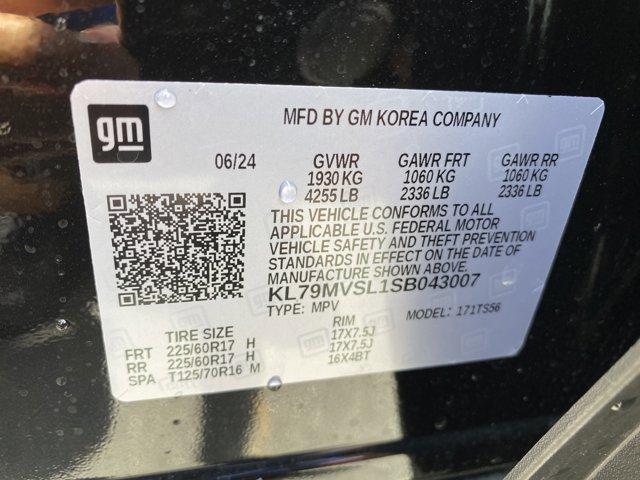 gm
MFD BY GM KOREA COMPANY
06/24 GVWR GAWR FRT GAWR RR
1930 KG 1060 KG 1060 KG
4255 LB 2336 LB 2336 LB
THIS VEHICLE CONFORMS TO ALL
APPLICABLE U.S. FEDERAL MOTOR
VEHICLE SAFETY AND THEFT PREVENTION
STANDARDS IN EFFECT ON THE DATE OF
MANUFACTURE SHOWN ABOVE.
KL79MVSL1SB043007
TYPE: MPV MODEL: 171TS56
TIRE SIZE RIM
FRT 225/60R17 H 17X7.5J
RR 225/60R17 H 17X7.5J
SPA T125/70R16 M 16X4BT